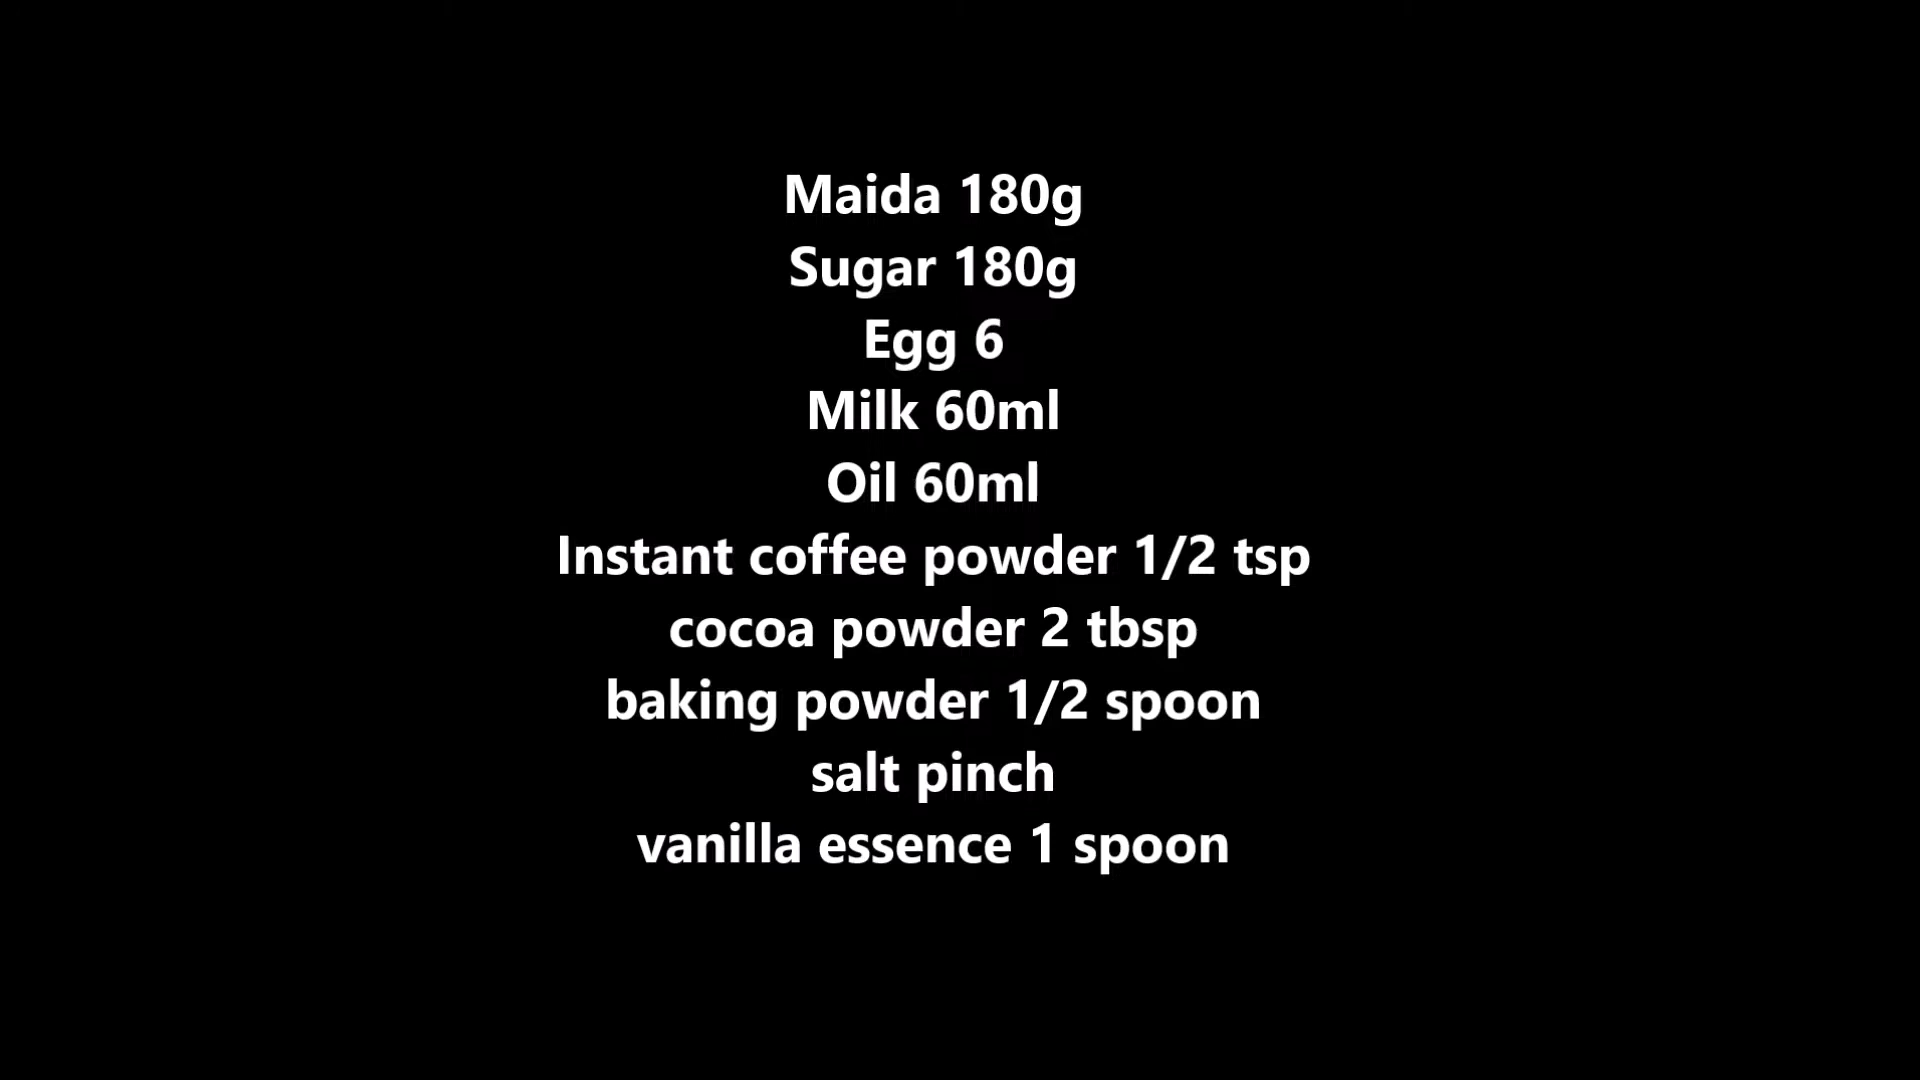 Maida 180g
Sugar 180g
Egg 6
Milk 60ml
Oil 60ml
Instant coffee powder 1/2 tsp
cocoa powder 2 tbsp
baking powder 1/2 spoon
salt pinch
vanilla essence 1 spoon